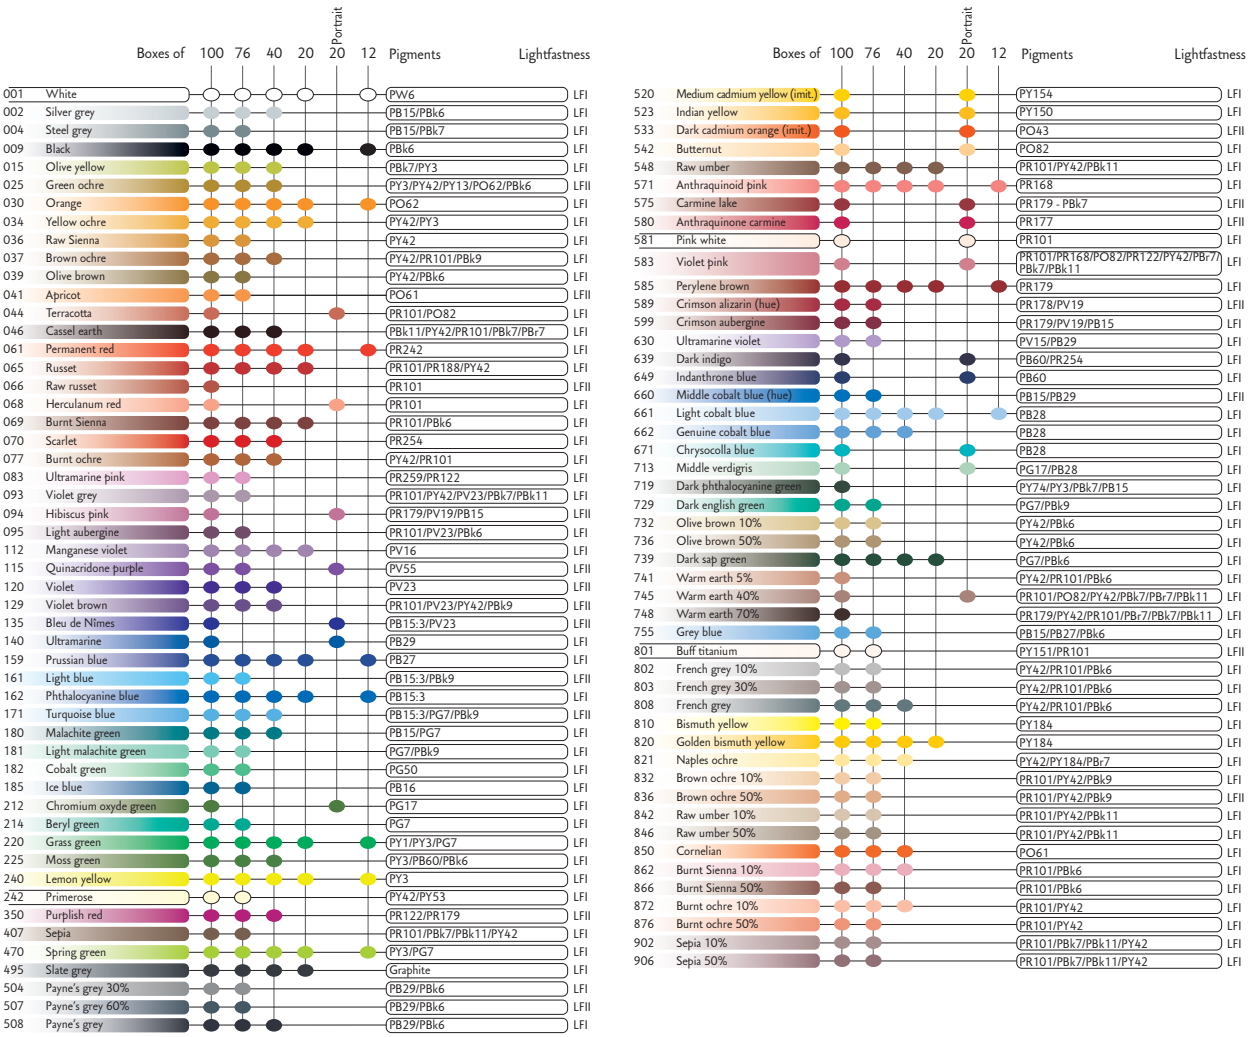 Boxes of 100 76 40 20 Portrait 20 12 Pigments Lightfastness
001 White PW6 LFI
002 Silver grey PB15/PBk6 LFI
004 Steel grey PB15/PBk7 LFI
009 Black PBk6 LFI
015 Olive yellow PBk7/PY3 LFI
025 Green ochre PY3/PY42/PY13/PO62/PBk6 LFII
030 Orange PO62 LFI
034 Yellow ochre PY42/PY3 LFI
036 Raw Sienna PY42 LFI
037 Brown ochre PY42/PR101/PBk9 LFI
039 Olive brown PY42/PBk6 LFI
041 Apricot PO61 LFII
044 Terracotta PR101/PO82 LFI
046 Cassel earth PBk11/PY42/PR101/PBk7/PBr7 LFI
061 Permanent red PR242 LFI
065 Russet PR101/PR188/PY42 LFI
066 Raw russet PR101 LFII
068 Herculanum red PR101 LFI
069 Burnt Sienna PR101/PBk6 LFI
070 Scarlet PR254 LFI
077 Burnt ochre PY42/PR101 LFI
083 Ultramarine pink PR259/PR122 LFI
093 Violet grey PR101/PY42/PV23/PBk7/PBk11 LFI
094 Hibiscus pink PR179/PV19/PB15 LFII
095 Light aubergine PR101/PV23/PBk6 LFI
112 Manganese violet PV16 LFI
115 Quinacridone purple PV55 LFII
120 Violet PV23 LFII
129 Violet brown PR101/PV23/PY42/PBk9 LFII
135 Bleu de Nîmes PB15:3/PV23 LFII
140 Ultramarine PB29 LFI
159 Prussian blue PB27 LFI
161 Light blue PB15:3/PBk9 LFII
162 Phthalocyanine blue PB15:3 LFI
171 Turquoise blue PB15:3/PG7/PBk9 LFII
180 Malachite green PB15/PG7 LFI
181 Light malachite green PG7/PBk9 LFI
182 Cobalt green PG50 LFI
185 Ice blue PB16 LFI
212 Chromium oxyde green PG17 LFI
214 Beryl green PG7 LFI
220 Grass green PY1/PY3/PG7 LFI
225 Moss green PY3/PB60/PBk6 LFI
240 Lemon yellow PY3 LFI
242 Primerose PY42/PY53 LFI
350 Purplish red PR122/PR179 LFII
407 Sepia PR101/PBk7/PBk11/PY42 LFI
470 Spring green PY3/PG7 LFI
495 Slate grey Graphite LFI
504 Payne's grey 30% PB29/PBk6 LFI
507 Payne's grey 60% PB29/PBk6 LFII
508 Payne's grey PB29/PBk6 LFI
Boxes of 100 76 40 20 Portrait 20 12 Pigments Lightfastness
520 Medium cadmium yellow (imit.) PY154 LFI
523 Indian yellow PY150 LFI
533 Dark cadmium orange (imit.) PO43 LFII
542 Butternut PO82 LFI
548 Raw umber PR101/PY42/PBk11 LFI
571 Anthraquinoid pink PR168 LFI
575 Carmine lake PR179 - PBk7 LFII
580 Anthraquinone carmine PR177 LFII
581 Pink white PR101 LFI
583 Violet pink PR101/PR168/PO82/PR122/PY42/PBr7/
PBk7/PBk11 LFI
585 Perylene brown PR179 LFI
589 Crimson alizarin (hue) PR178/PV19 LFII
599 Crimson aubergine PR179/PV19/PB15 LFI
630 Ultramarine violet PV15/PB29 LFI
639 Dark indigo PB60/PR254 LFI
649 Indanthrone blue PB60 LFI
660 Middle cobalt blue (hue) PB15/PB29 LFII
661 Light cobalt blue PB28 LFI
662 Genuine cobalt blue PB28 LFI
671 Chrysocolla blue PB28 LFI
713 Middle verdigris PG17/PB28 LFI
719 Dark phthalocyanine green PY74/PY3/PBk7/PB15 LFI
729 Dark english green PG7/PBk9 LFI
732 Olive brown 10% PY42/PBk6 LFI
736 Olive brown 50% PY42/PBk6 LFI
739 Dark sap green PG7/PBk6 LFI
741 Warm earth 5% PY42/PR101/PBk6 LFI
745 Warm earth 40% PR101/PO82/PY42/PBk7/PBr7/PBk11 LFI
748 Warm earth 70% PR179/PY42/PR101/PBr7/PBk7/PBk11 LFI
755 Grey blue PB15/PB27/PBk6 LFI
801 Buff titanium PY151/PR101 LFII
802 French grey 10% PY42/PR101/PBk6 LFI
803 French grey 30% PY42/PR101/PBk6 LFI
808 French grey PY42/PR101/PBk6 LFI
810 Bismuth yellow PY184 LFI
820 Golden bismuth yellow PY184 LFI
821 Naples ochre PY42/PY184/PBr7 LFI
832 Brown ochre 10% PR101/PY42/PBk9 LFI
836 Brown ochre 50% PR101/PY42/PBk9 LFII
842 Raw umber 10% PR101/PY42/PBk11 LFI
846 Raw umber 50% PR101/PY42/PBk11 LFI
850 Cornelian PO61 LFI
862 Burnt Sienna 10% PR101/PBk6 LFI
866 Burnt Sienna 50% PR101/PBk6 LFI
872 Burnt ochre 10% PR101/PY42 LFI
876 Burnt ochre 50% PR101/PY42 LFI
902 Sepia 10% PR101/PBk7/PBk11/PY42 LFI
906 Sepia 50% PR101/PBk7/PBk11/PY42 LFI